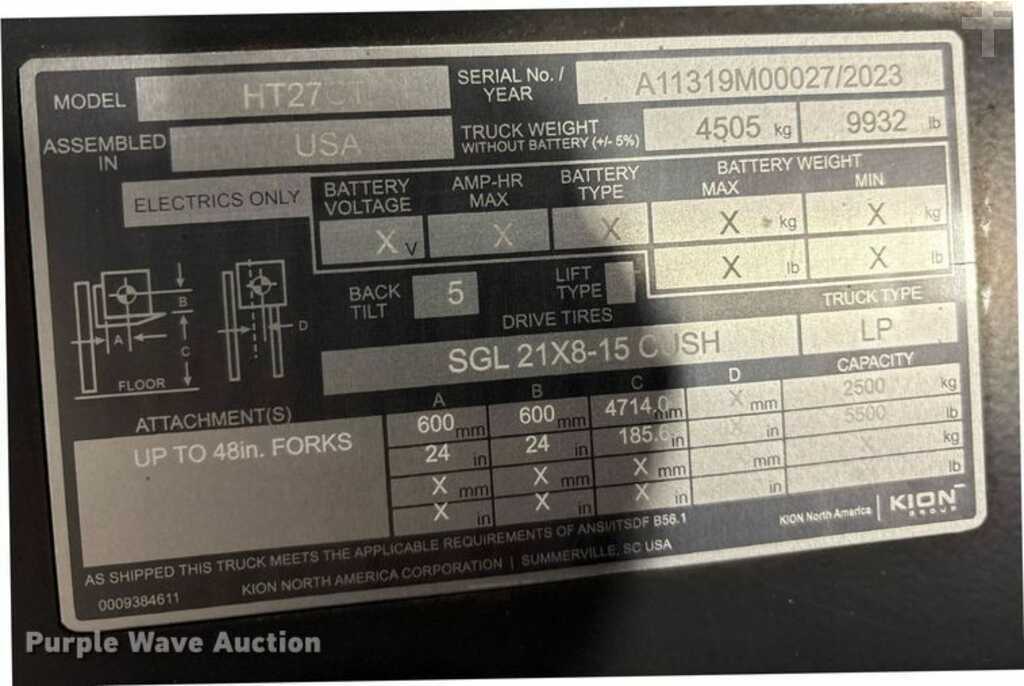 MODEL HT27CT
SERIAL No. / YEAR A11319M00027/2023
ASSEMBLED IN USA
TRUCK WEIGHT WITHOUT BATTERY (+/- 5%) 4505 kg 9932 lb
ELECTRICS ONLY
BATTERY VOLTAGE AMP-HR MAX BATTERY TYPE BATTERY WEIGHT
MAX MIN
X V X X X kg X kg
X lb X lb
BACK TILT 5 LIFT TYPE
DRIVE TIRES TRUCK TYPE
SGL 21X8-15 CUSH LP
A B C D
FLOOR
ATTACHMENT(S)
UP TO 48in. FORKS
A B C D CAPACITY
600 mm 600 mm 4714.0 mm X mm 2500 kg
24 in 24 in 185.6 in X in 5500 lb
X mm X mm X mm mm X kg
X in X in X in in lb
AS SHIPPED THIS TRUCK MEETS THE APPLICABLE REQUIREMENTS OF ANSI/ITSDF B56.1
KION North America KION GROUP
0009384611 KION NORTH AMERICA CORPORATION | SUMMERVILLE, SC USA
Purple Wave Auction